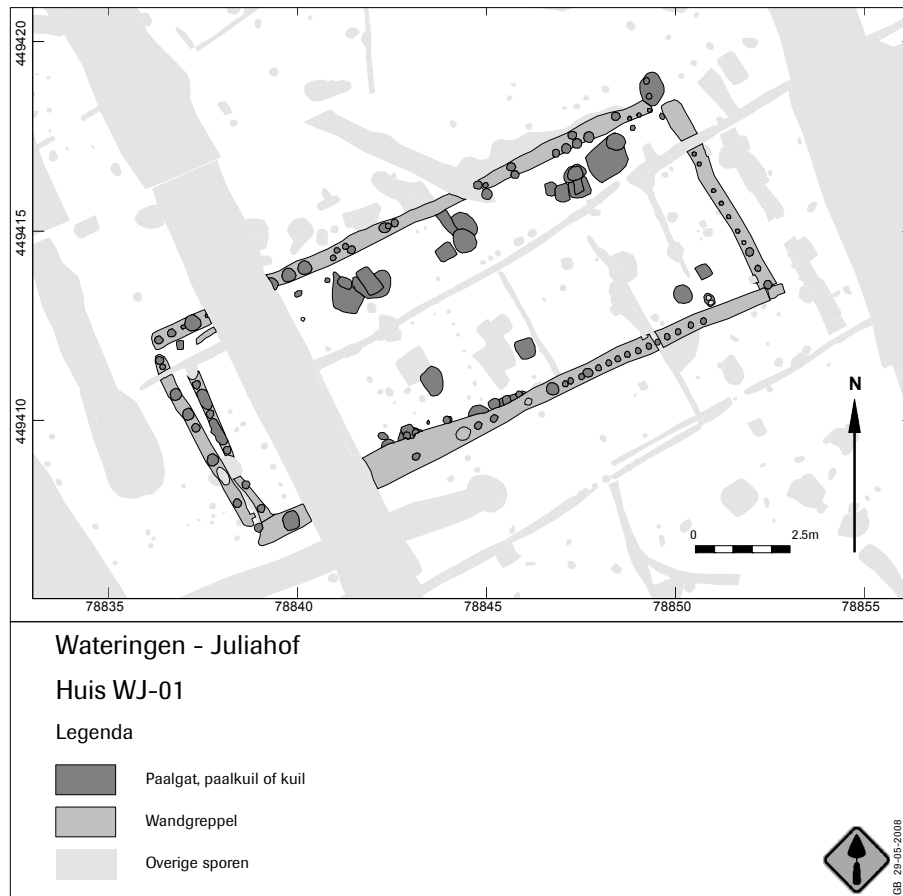 449420
449415
449410
N
0 2.5m
78835 78840 78845 78850 78855
Wateringen - Juliahof
Huis WJ-01
Legenda
Paalgat, paalkuil of kuil
Wandgreppel
Overige sporen
GB 29-05-2008